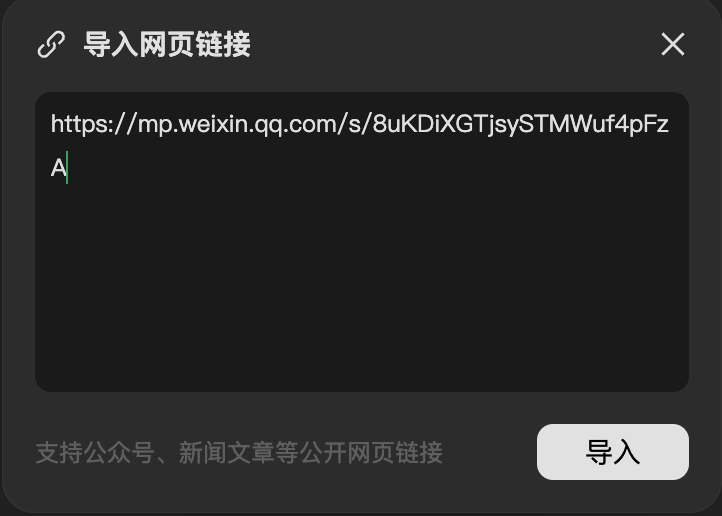 导入网页链接
https://mp.weixin.qq.com/s/8uKDiXGTjsySTMWuf4pFz
A
支持公众号、新闻文章等公开网页链接
导入